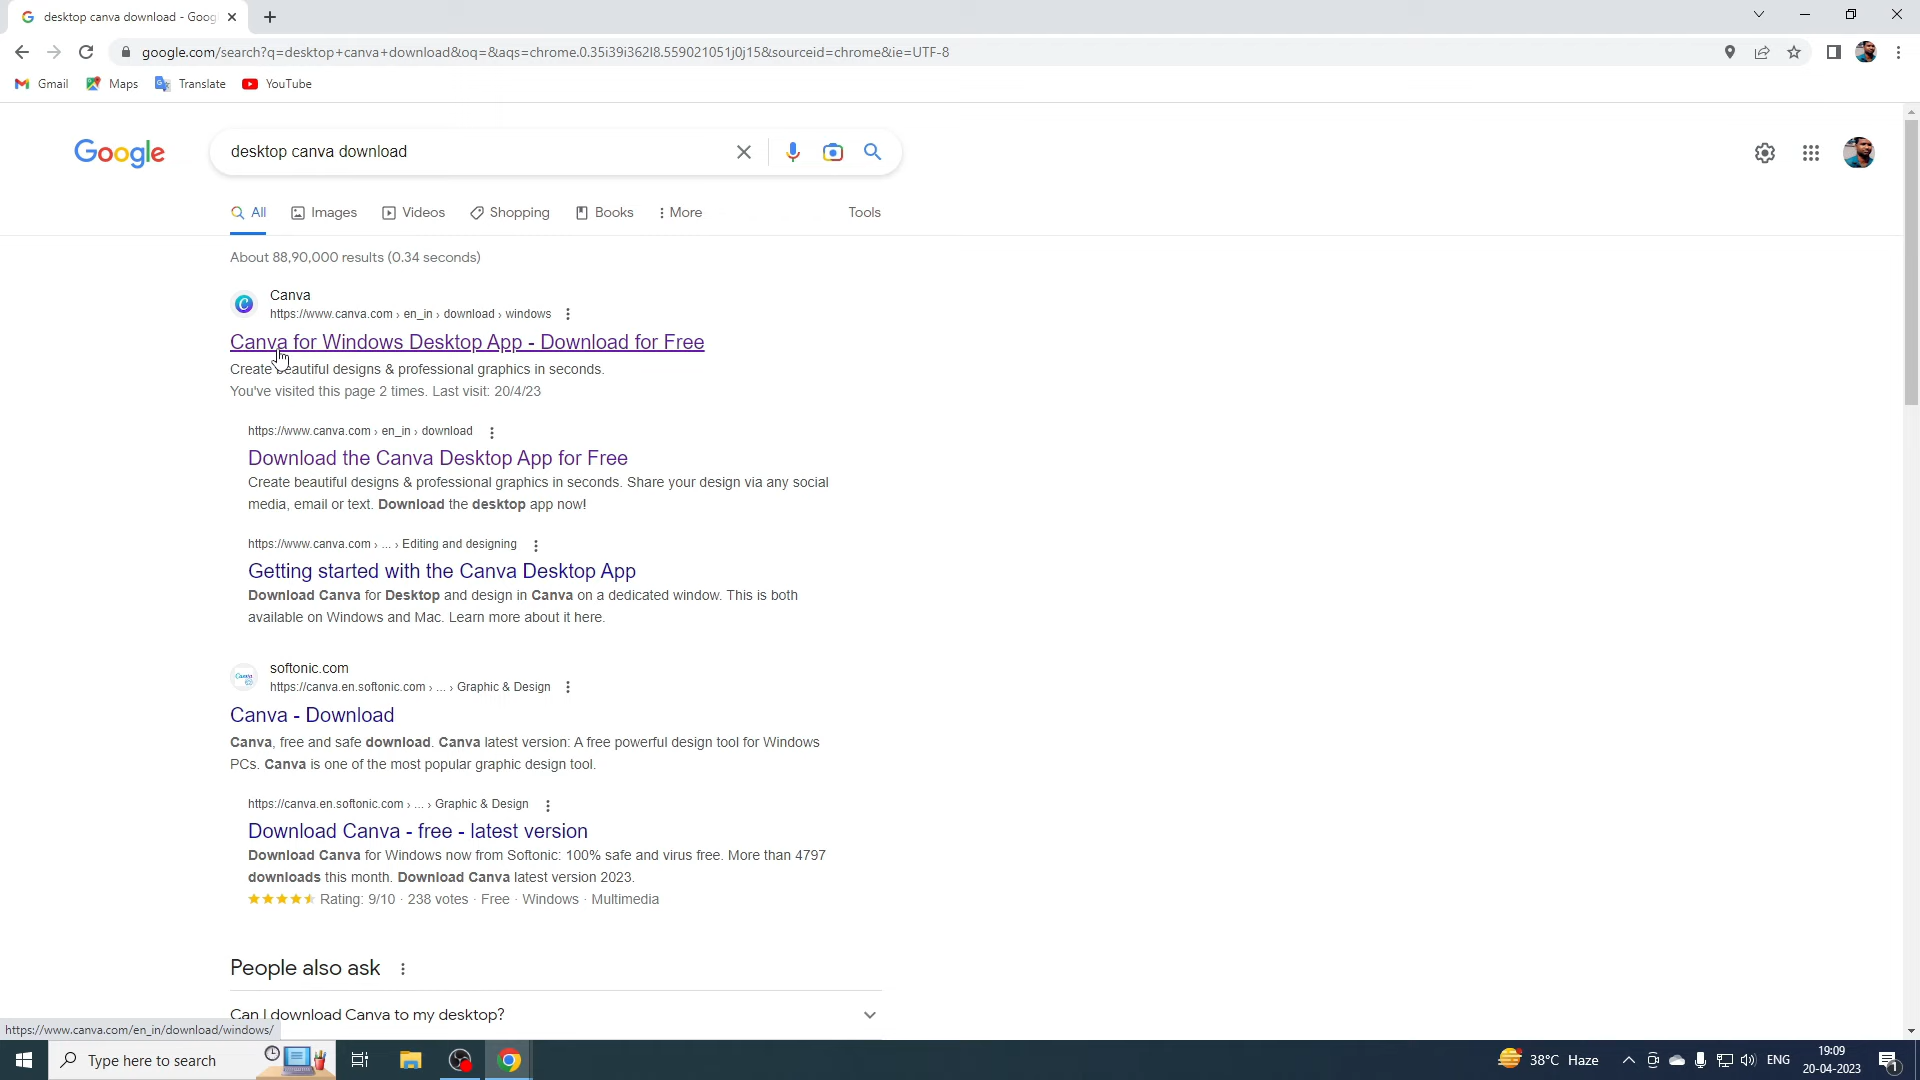 desktop canva download - Goog
google.com/search?q=desktop+canva+download&oq=&aqs=chrome.0.35i39i362l8.559021051j0j15&sourceid=chrome&ie=UTF-8
Gmail Maps Translate YouTube
Google desktop canva download
All Images Videos Shopping Books More Tools
About 88,90,000 results (0.34 seconds)
Canva
https://www.canva.com › en_in › download › windows
Canva for Windows Desktop App - Download for Free
Create beautiful designs & professional graphics in seconds.
You've visited this page 2 times. Last visit: 20/4/23
https://www.canva.com › en_in › download
Download the Canva Desktop App for Free
Create beautiful designs & professional graphics in seconds. Share your design via any social
media, email or text. Download the desktop app now!
https://www.canva.com › ... › Editing and designing
Getting started with the Canva Desktop App
Download Canva for Desktop and design in Canva on a dedicated window. This is both
available on Windows and Mac. Learn more about it here.
softonic.com
https://canva.en.softonic.com › ... › Graphic & Design
Canva - Download
Canva, free and safe download. Canva latest version: A free powerful design tool for Windows
PCs. Canva is one of the most popular graphic design tool.
https://canva.en.softonic.com › ... › Graphic & Design
Download Canva - free - latest version
Download Canva for Windows now from Softonic: 100% safe and virus free. More than 4797
downloads this month. Download Canva latest version 2023.
Rating: 9/10 · 238 votes · Free · Windows · Multimedia
People also ask
Can I download Canva to my desktop?
https://www.canva.com/en_in/download/windows/
Type here to search
38°C Haze
ENG
19:09
20-04-2023
1